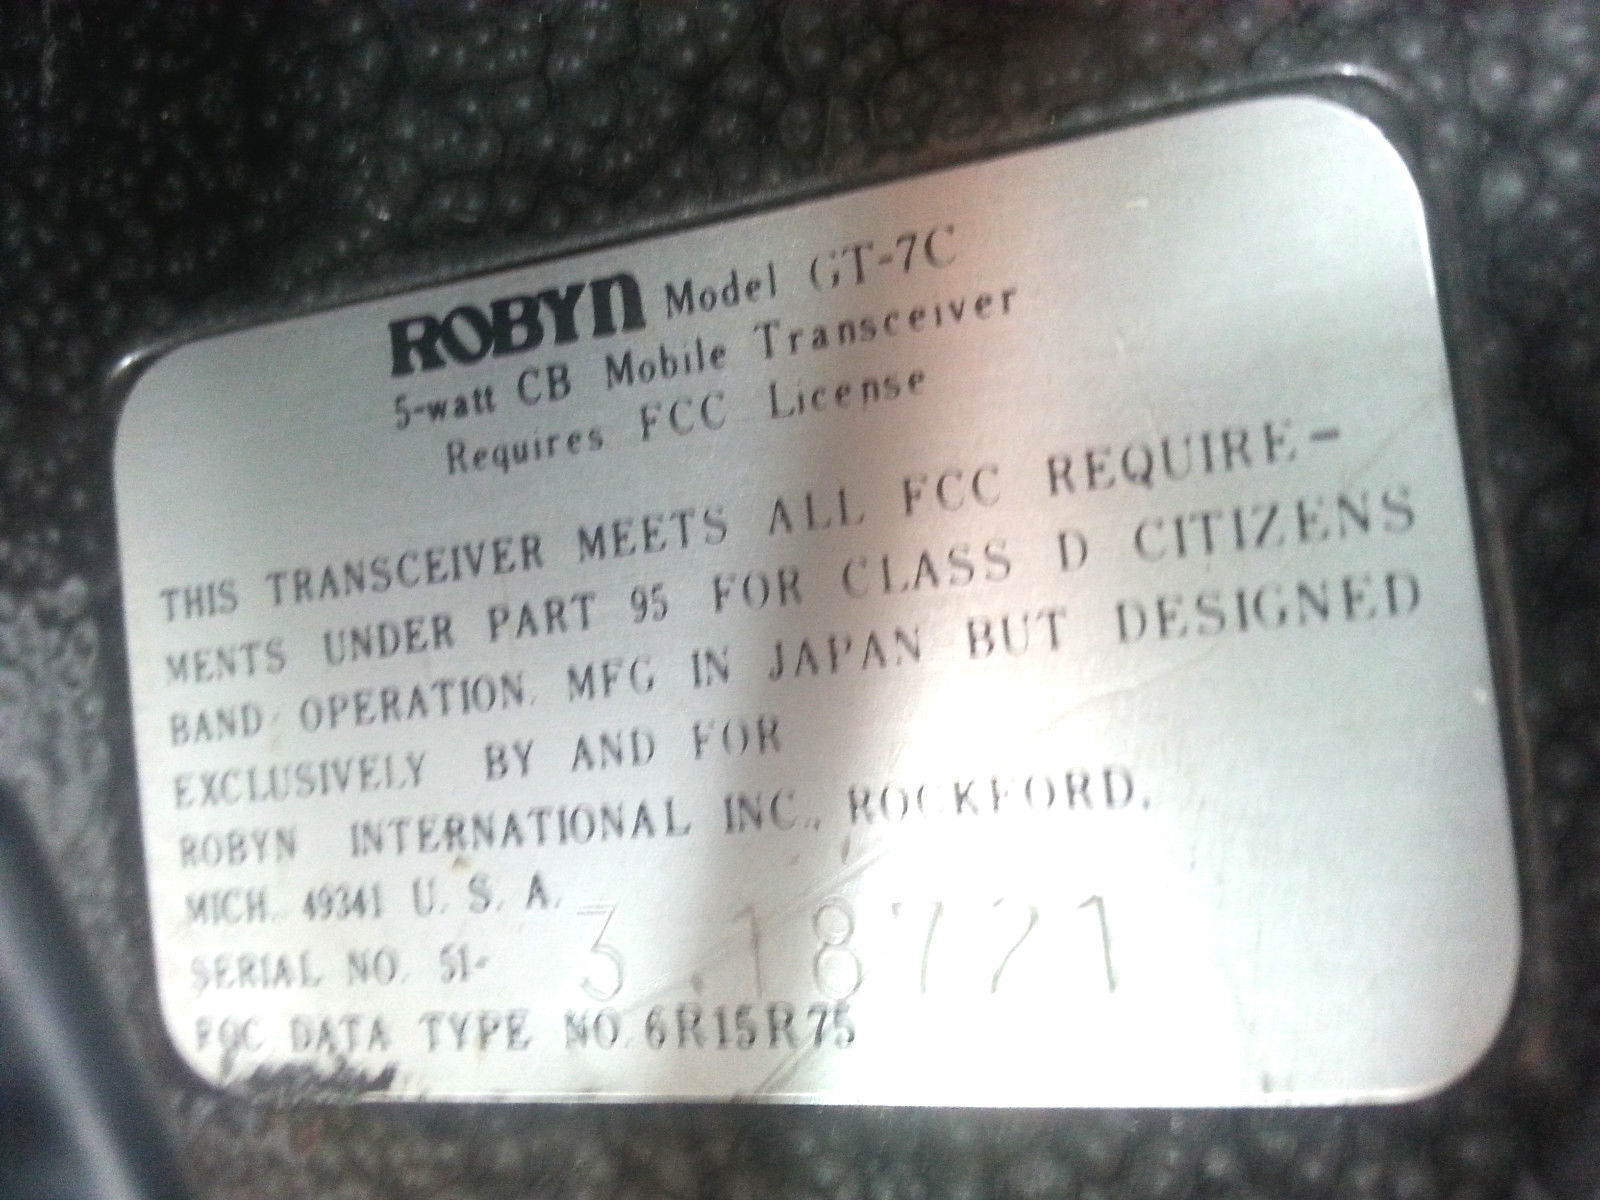 ROBYN Model GT-7C
5-watt CB Mobile Transceiver
Requires FCC License
THIS TRANSCEIVER MEETS ALL FCC REQUIRE-
MENTS UNDER PART 95 FOR CLASS D CITIZENS
BAND OPERATION. MFG IN JAPAN BUT DESIGNED
EXCLUSIVELY BY AND FOR
ROBYN INTERNATIONAL INC., ROCKFORD,
MICH. 49341 U. S. A.
SERIAL NO. 51-
FCC DATA TYPE NO. 6R15R75